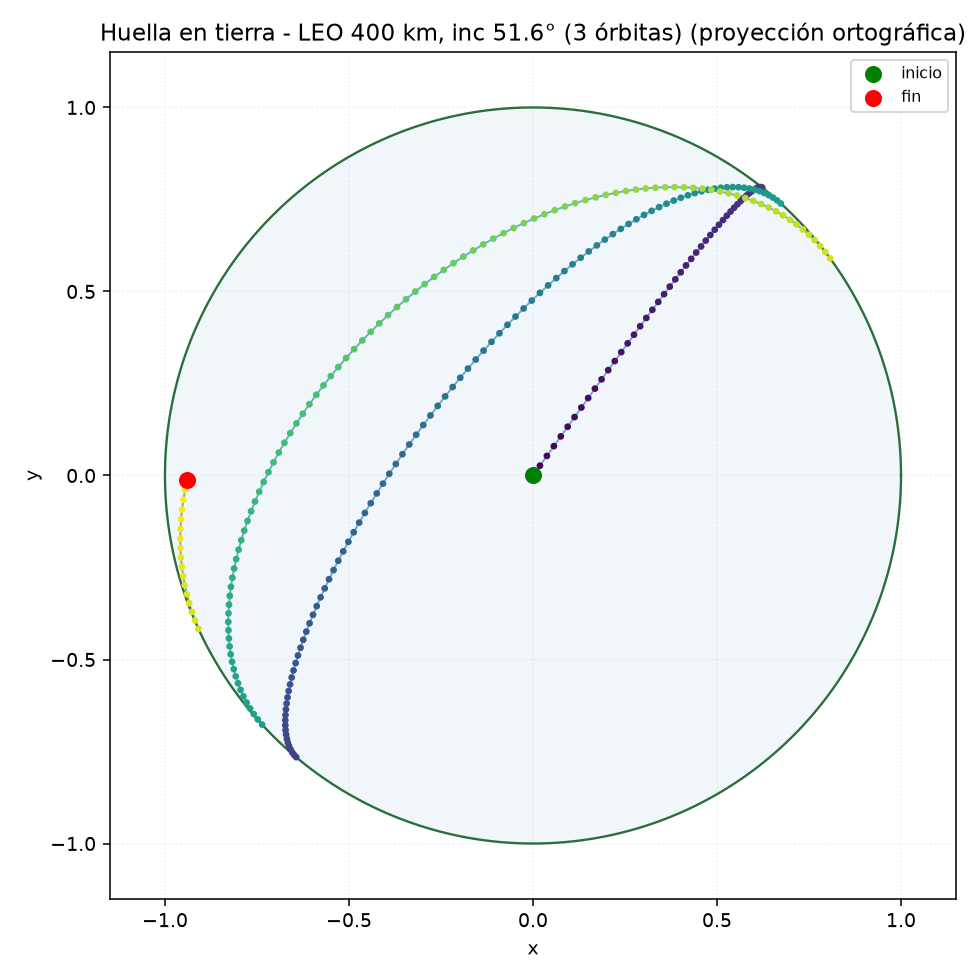 Huella en tierra - LEO 400 km, inc 51.6° (3 órbitas) (proyección ortográfica)
inicio
fin
1.0
0.5
0.0
−0.5
−1.0
y
−1.0
−0.5
0.0
0.5
1.0
x